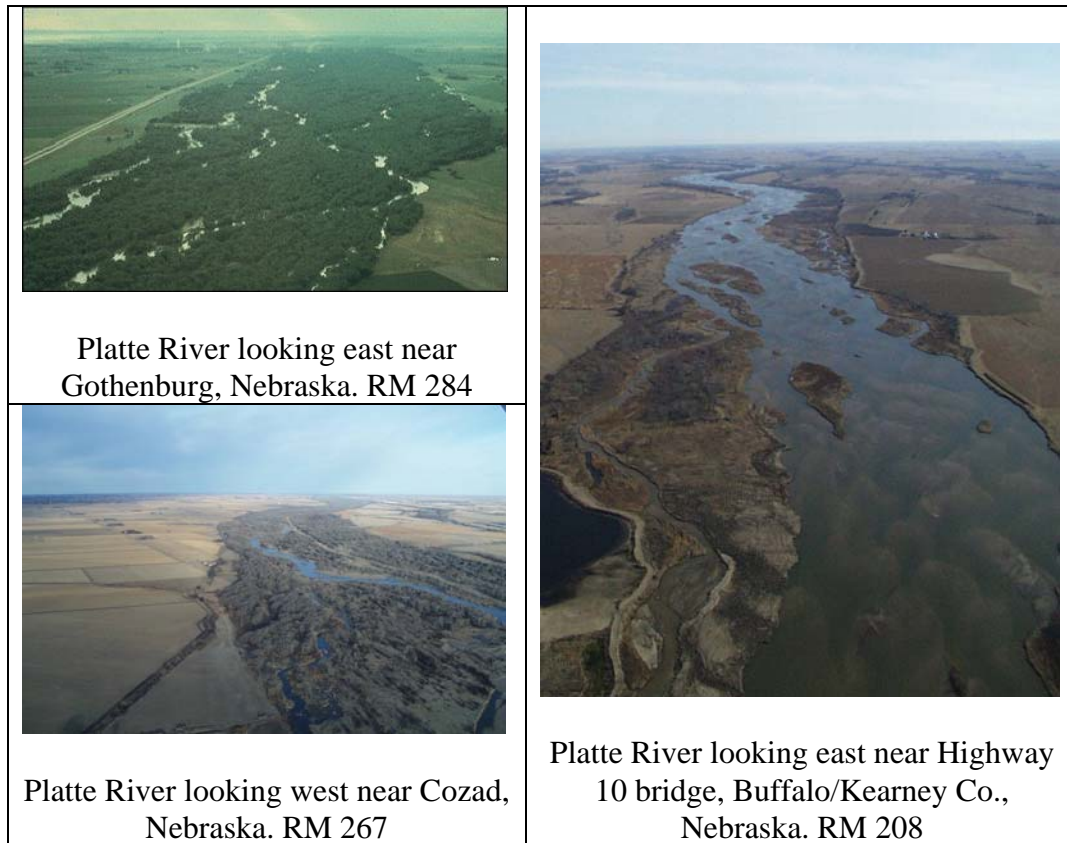 Platte River looking east near
Gothenburg, Nebraska. RM 284
Platte River looking west near Cozad,
Nebraska. RM 267
Platte River looking east near Highway
10 bridge, Buffalo/Kearney Co.,
Nebraska. RM 208